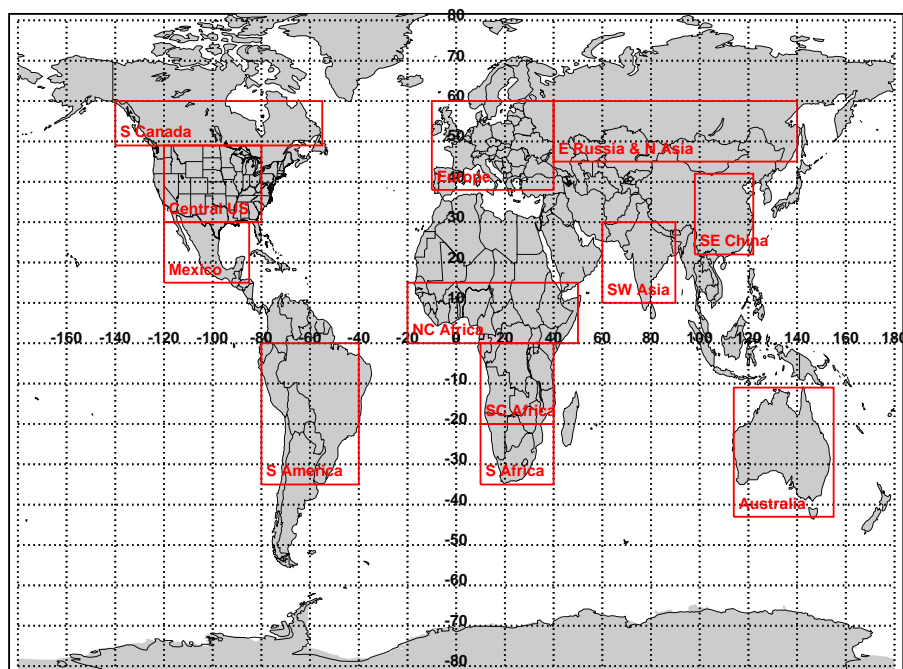 80
70
60
S Canada
50
E Russia & N Asia
Europe
40
Central US
30
SE China
20
Mexico
SW Asia
10
NC Africa
-160 -140 -120 -100 -80 -60 -40 -20 0 20 40 60 80 100 120 140 160 180
-10
SC Africa
-20
-30
S America
S Africa
-40
Australia
-50
-60
-70
-80